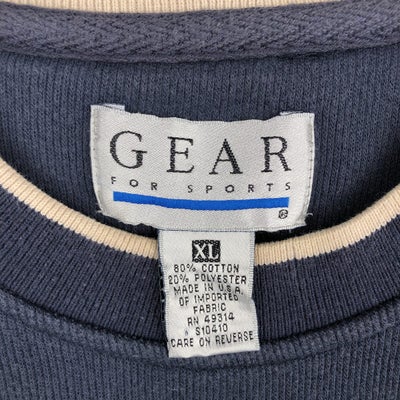 GEAR
FOR SPORTS
®
XL
80% COTTON
20% POLYESTER
MADE IN U.S.A.
OF IMPORTED
FABRIC
RN 49314
S10410
CARE ON REVERSE